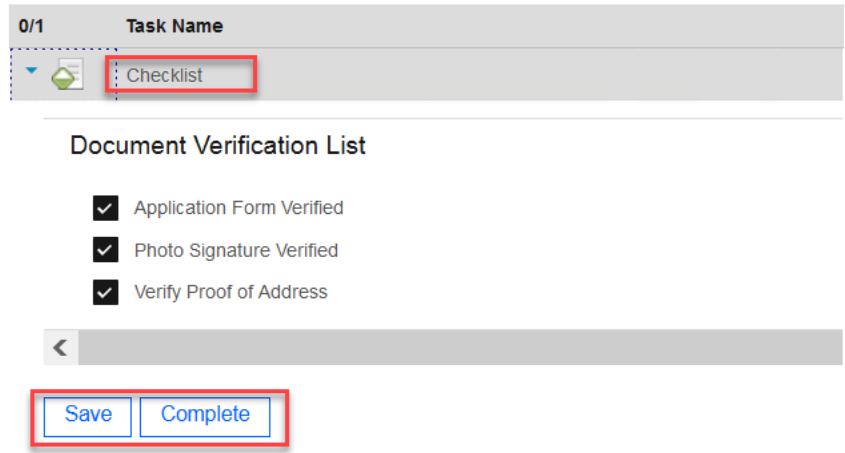 0/1 Task Name
Checklist
Document Verification List
Application Form Verified
Photo Signature Verified
Verify Proof of Address
Save Complete